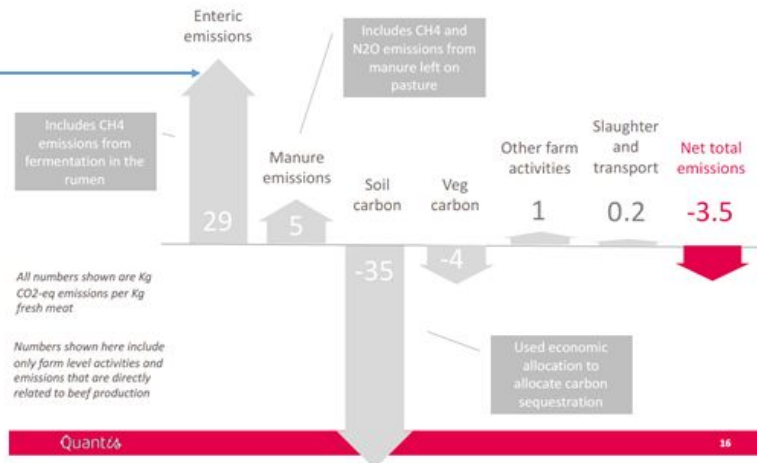 Enteric
emissions
Includes CH4 and
N2O emissions from
manure left on
pasture
Includes CH4
emissions from
fermentation in the
rumen
Manure
emissions
Soil
carbon
Veg
carbon
Other farm
activities
Slaughter
and
transport
Net total
emissions
29
5
-35
-4
1
0.2
-3.5
All numbers shown are Kg
CO2-eq emissions per Kg
fresh meat
Numbers shown here include
only farm level activities and
emissions that are directly
related to beef production
Used economic
allocation to
allocate carbon
sequestration
Quantis
16